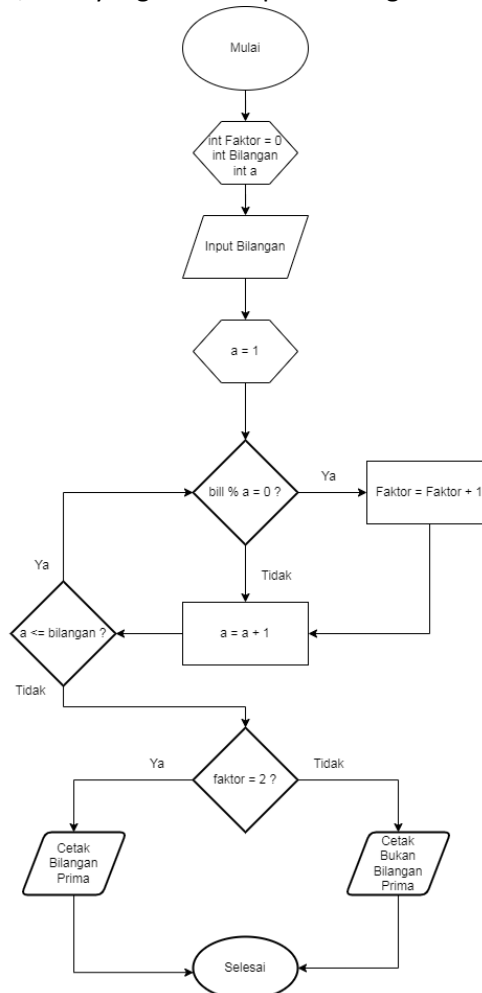 Mulai
int Faktor = 0
int Bilangan
int a
Input Bilangan
a = 1
bill % a = 0 ?
Ya
Faktor = Faktor + 1
Tidak
a = a + 1
a <= bilangan ?
Ya
Tidak
faktor = 2 ?
Ya
Tidak
Cetak
Bilangan
Prima
Cetak
Bukan
Bilangan
Prima
Selesai